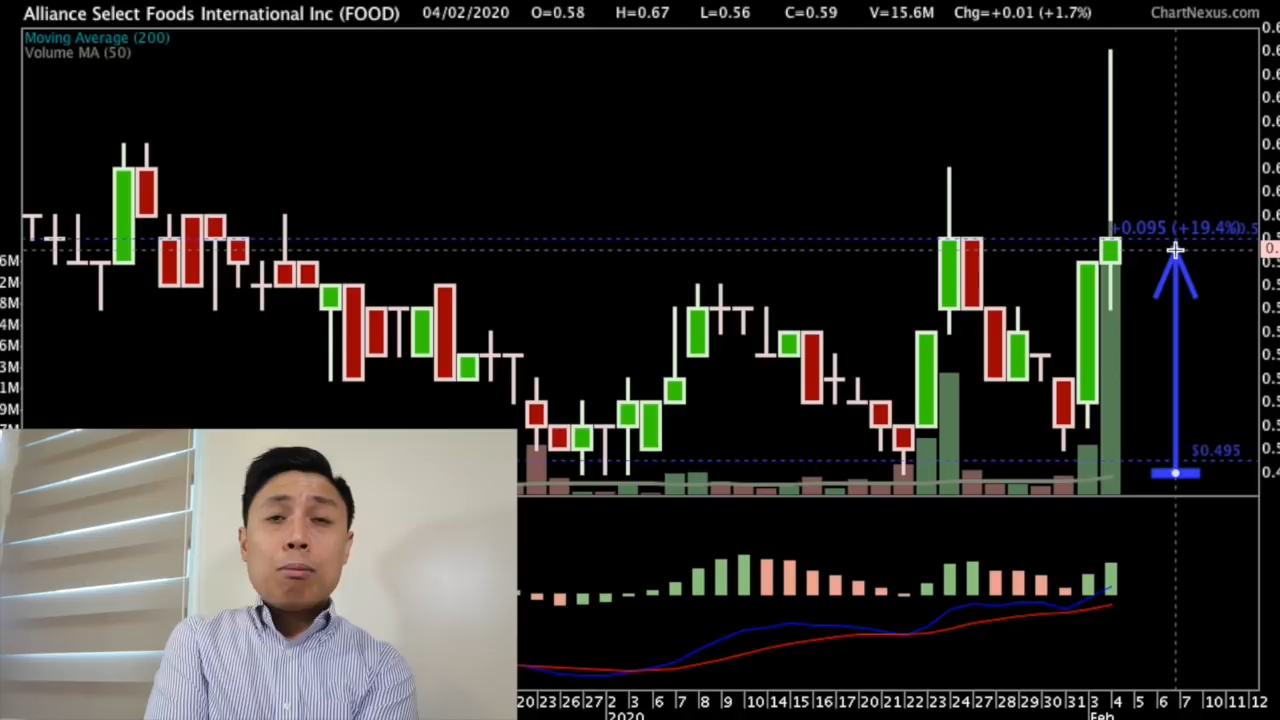 Alliance Select Foods International Inc (FOOD) 04/02/2020 O=0.58 H=0.67 L=0.56 C=0.59 V=15.6M Chg=+0.01 (+1.7%) ChartNexus.com
Moving Average (200)
Volume MA (50)
+0.095 (+19.4%)
$0.495
20 23 26 27 2 3 6 7 8 9 10 14 15 16 17 20 21 22 23 24 27 28 29 30 31 3 4 5 6 7 10 11 12
2020 Feb